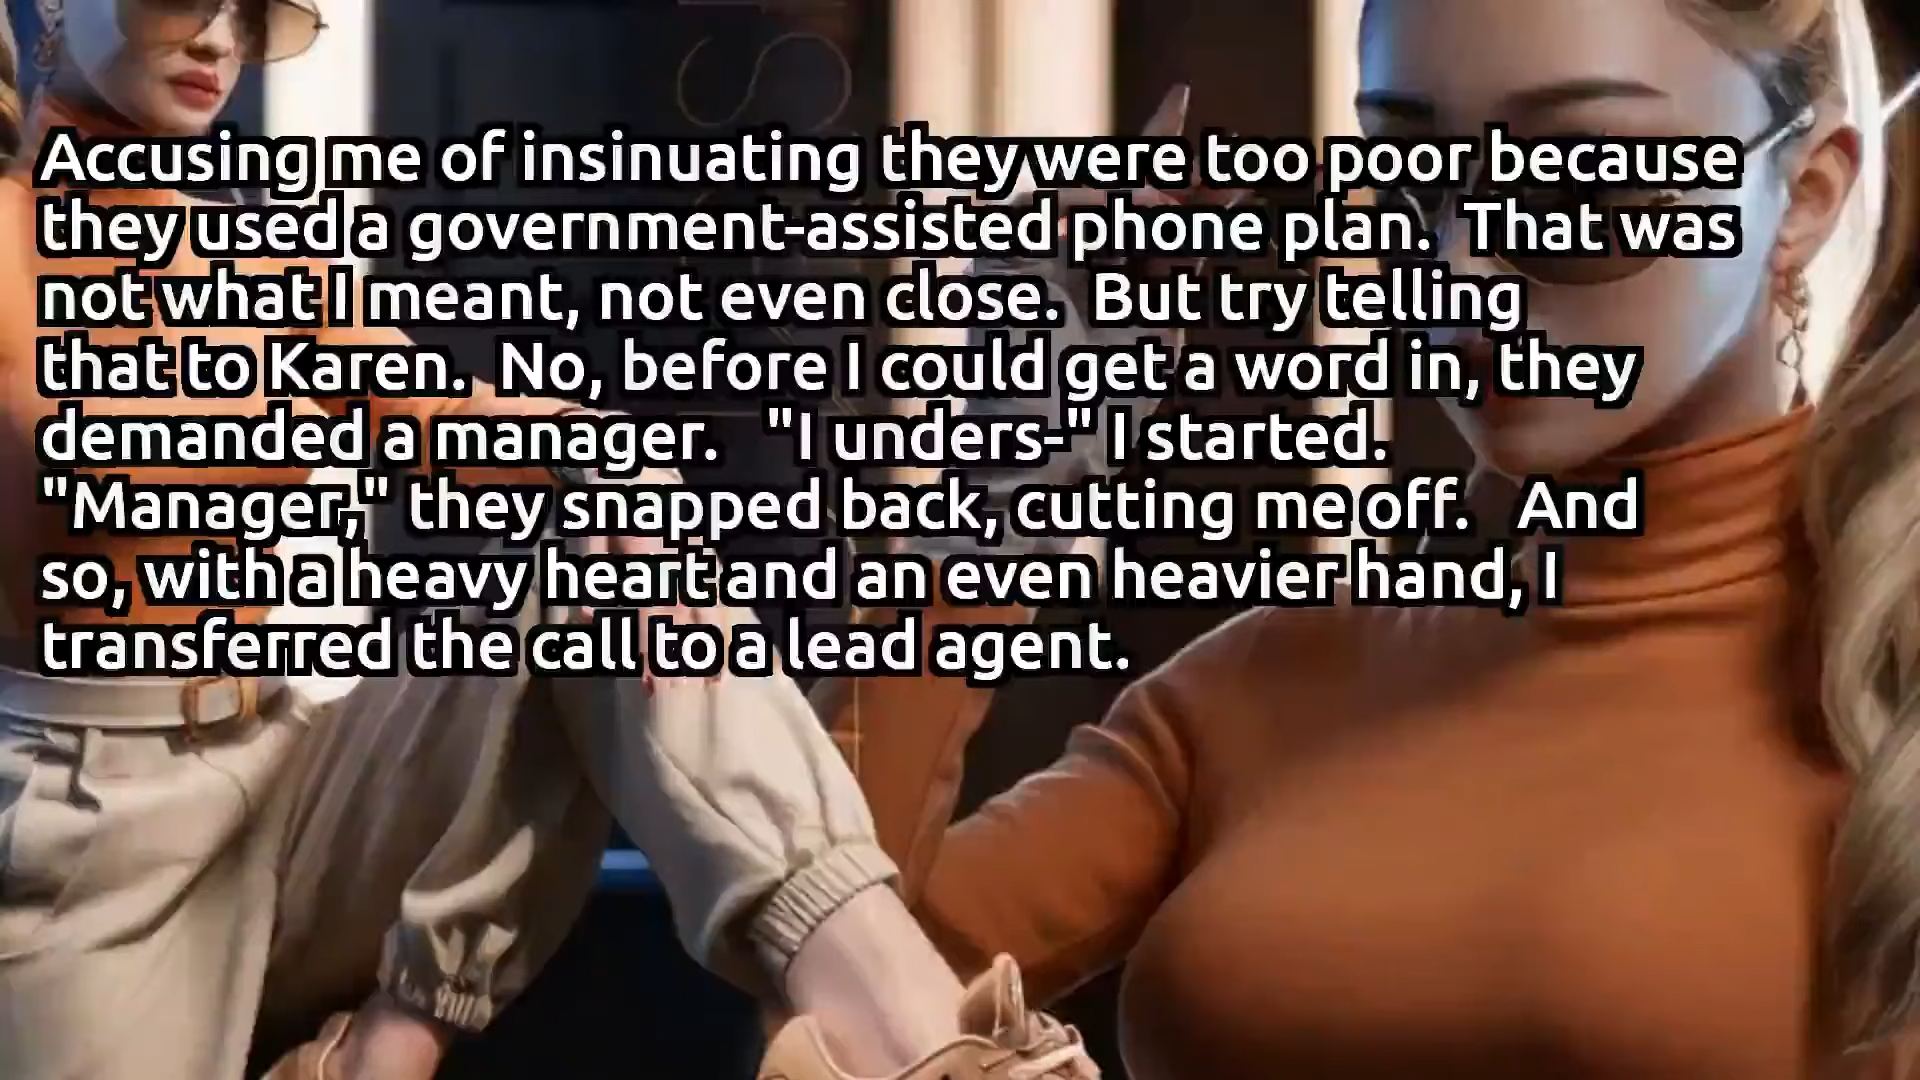 Accusing me of insinuating they were too poor because
they used a government-assisted phone plan.  That was
not what I meant, not even close.  But try telling
that to Karen.  No, before I could get a word in, they
demanded a manager.   "I unders-" I started.
"Manager," they snapped back, cutting me off.   And
so, with a heavy heart and an even heavier hand, I
transferred the call to a lead agent.